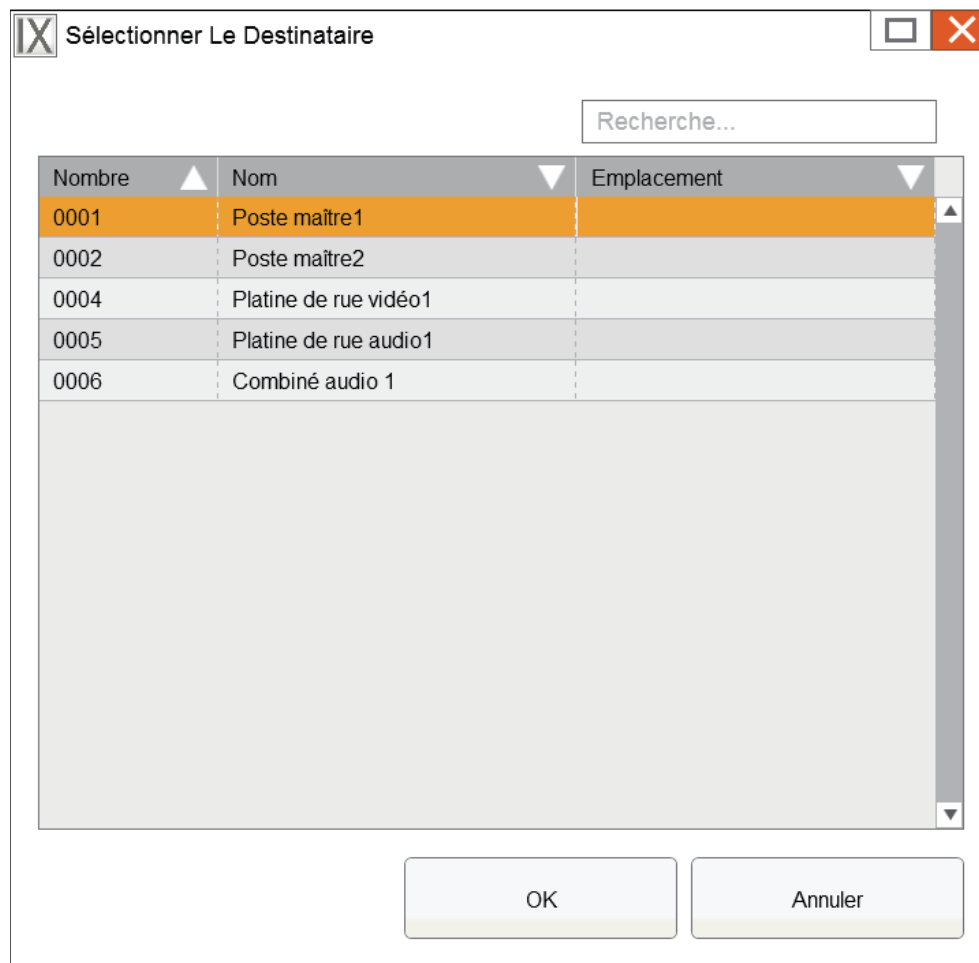 IX Sélectionner Le Destinataire
Recherche...
Nombre Nom Emplacement
0001 Poste maître1
0002 Poste maître2
0004 Platine de rue vidéo1
0005 Platine de rue audio1
0006 Combiné audio 1
OK Annuler